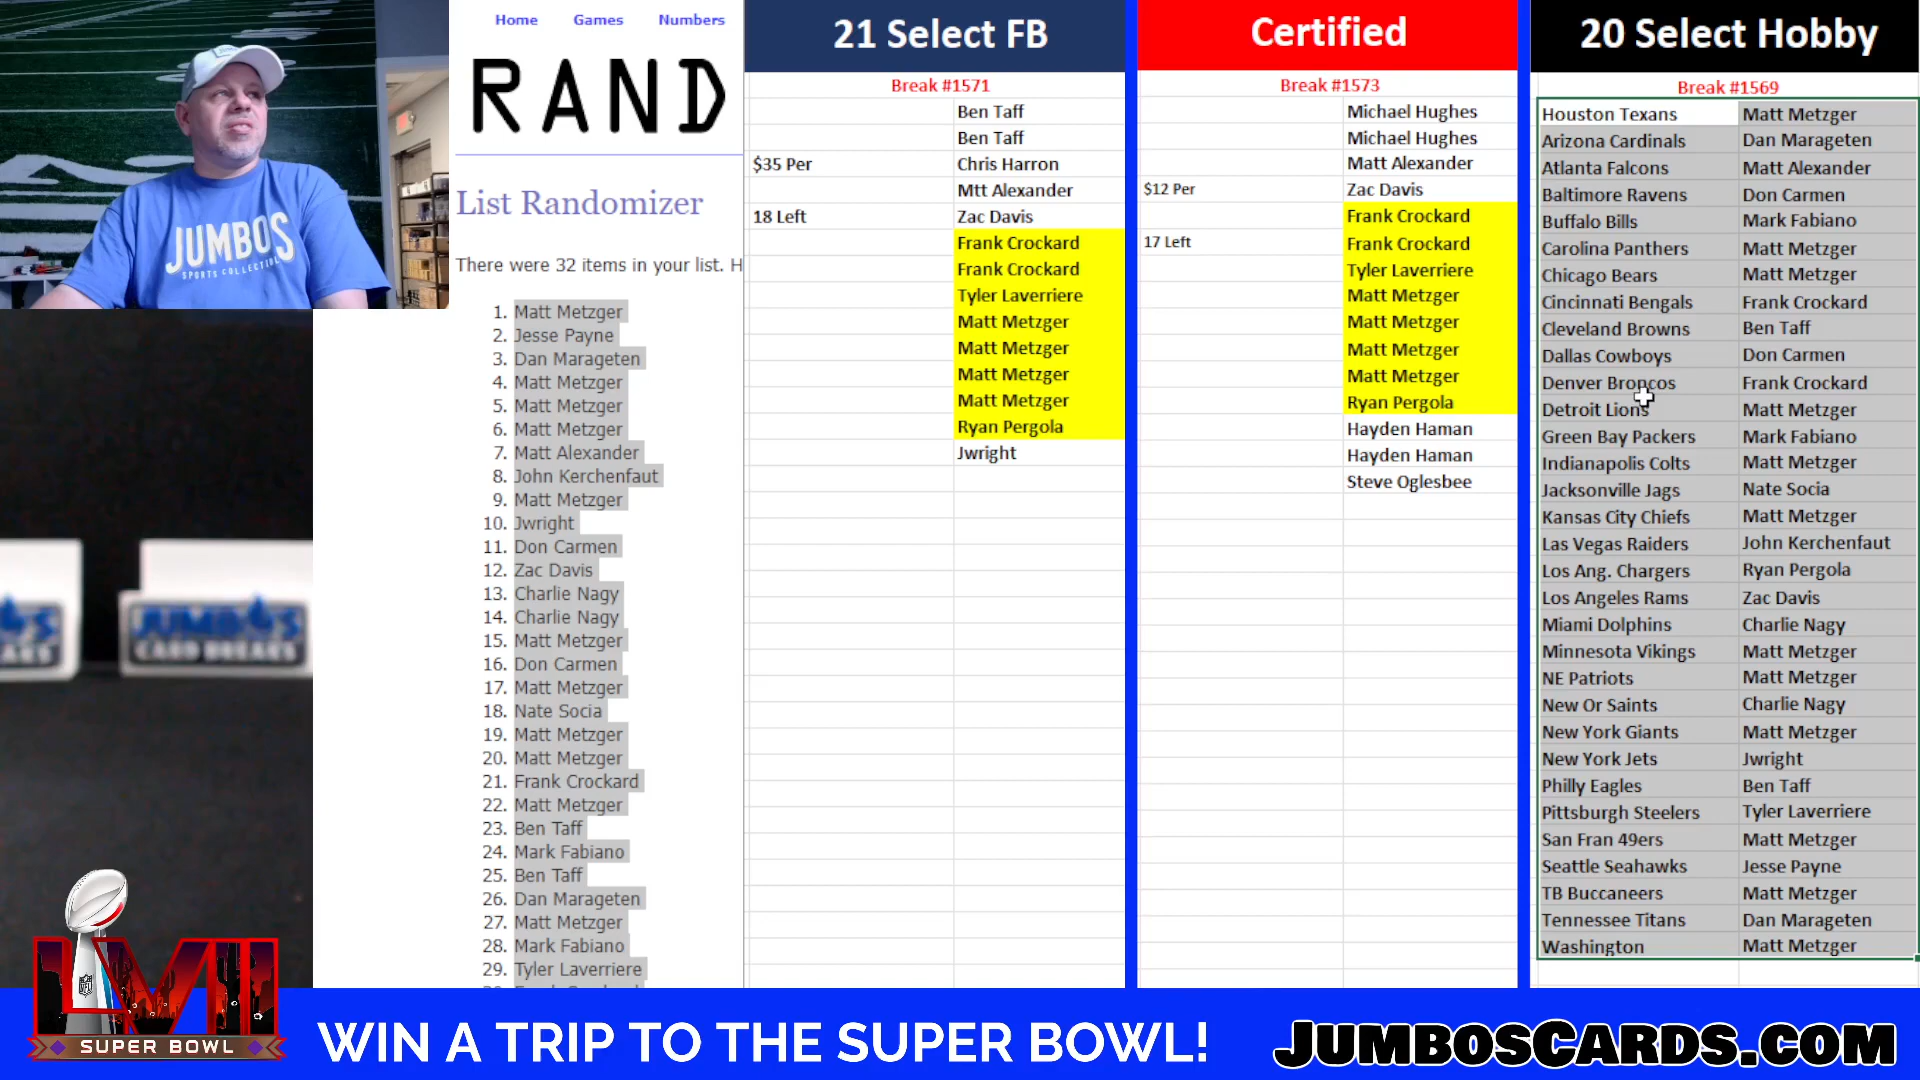 Home Games Numbers
RAND
List Randomizer
There were 32 items in your list. H
1. Matt Metzger
2. Jesse Payne
3. Dan Marageten
4. Matt Metzger
5. Matt Metzger
6. Matt Metzger
7. Matt Alexander
8. John Kerchenfaut
9. Matt Metzger
10. Jwright
11. Don Carmen
12. Zac Davis
13. Charlie Nagy
14. Charlie Nagy
15. Matt Metzger
16. Don Carmen
17. Matt Metzger
18. Nate Socia
19. Matt Metzger
20. Matt Metzger
21. Frank Crockard
22. Matt Metzger
23. Ben Taff
24. Mark Fabiano
25. Ben Taff
26. Dan Marageten
27. Matt Metzger
28. Mark Fabiano
29. Tyler Laverriere
21 Select FB
Break #1571
Ben Taff
Ben Taff
$35 Per Chris Harron
Mtt Alexander
18 Left Zac Davis
Frank Crockard
Frank Crockard
Tyler Laverriere
Matt Metzger
Matt Metzger
Matt Metzger
Matt Metzger
Ryan Pergola
Jwright
Certified
Break #1573
Michael Hughes
Michael Hughes
Matt Alexander
$12 Per Zac Davis
Frank Crockard
17 Left Frank Crockard
Tyler Laverriere
Matt Metzger
Matt Metzger
Matt Metzger
Matt Metzger
Ryan Pergola
Hayden Haman
Hayden Haman
Steve Oglesbee
20 Select Hobby
Break #1569
Houston Texans Matt Metzger
Arizona Cardinals Dan Marageten
Atlanta Falcons Matt Alexander
Baltimore Ravens Don Carmen
Buffalo Bills Mark Fabiano
Carolina Panthers Matt Metzger
Chicago Bears Matt Metzger
Cincinnati Bengals Frank Crockard
Cleveland Browns Ben Taff
Dallas Cowboys Don Carmen
Denver Broncos Frank Crockard
Detroit Lions Matt Metzger
Green Bay Packers Mark Fabiano
Indianapolis Colts Matt Metzger
Jacksonville Jags Nate Socia
Kansas City Chiefs Matt Metzger
Las Vegas Raiders John Kerchenfaut
Los Ang. Chargers Ryan Pergola
Los Angeles Rams Zac Davis
Miami Dolphins Charlie Nagy
Minnesota Vikings Matt Metzger
NE Patriots Matt Metzger
New Or Saints Charlie Nagy
New York Giants Matt Metzger
New York Jets Jwright
Philly Eagles Ben Taff
Pittsburgh Steelers Tyler Laverriere
San Fran 49ers Matt Metzger
Seattle Seahawks Jesse Payne
TB Buccaneers Matt Metzger
Tennessee Titans Dan Marageten
Washington Matt Metzger
JUMBOS
SPORTS COLLECTIBL
JUMBOS
CARD BREAKS
LVII
SUPER BOWL
WIN A TRIP TO THE SUPER BOWL!
JUMBOSCARDS.COM